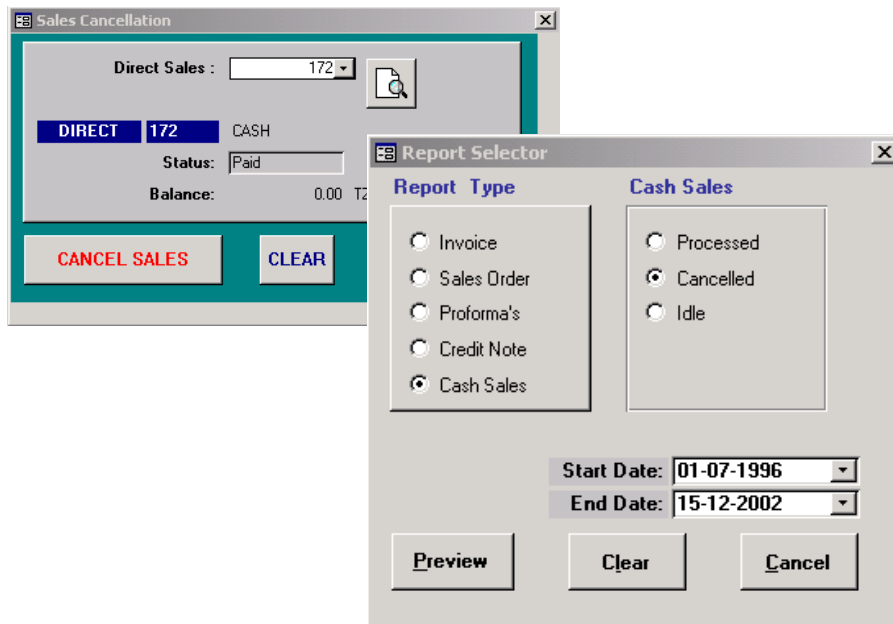 Sales Cancellation
Direct Sales : 172
DIRECT 172 CASH
Status: Paid
Balance: 0.00
CANCEL SALES CLEAR
Report Selector
Report Type Cash Sales
Invoice Processed
Sales Order Cancelled
Proforma's Idle
Credit Note
Cash Sales
Start Date: 01-07-1996
End Date: 15-12-2002
Preview Clear Cancel